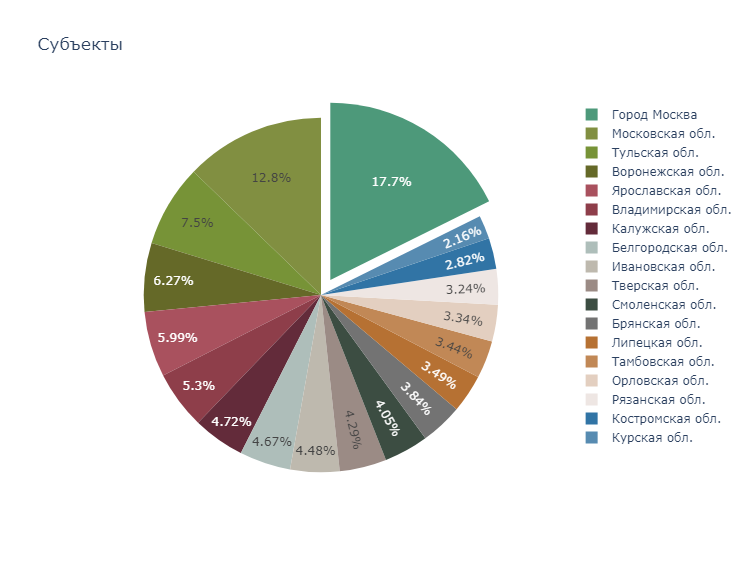 Субъекты
17.7%
12.8%
7.5%
6.27%
5.99%
5.3%
4.72%
4.67%
4.48%
4.29%
4.05%
3.84%
3.49%
3.44%
3.34%
3.24%
2.82%
2.16%
Город Москва
Московская обл.
Тульская обл.
Воронежская обл.
Ярославская обл.
Владимирская обл.
Калужская обл.
Белгородская обл.
Ивановская обл.
Тверская обл.
Смоленская обл.
Брянская обл.
Липецкая обл.
Тамбовская обл.
Орловская обл.
Рязанская обл.
Костромская обл.
Курская обл.